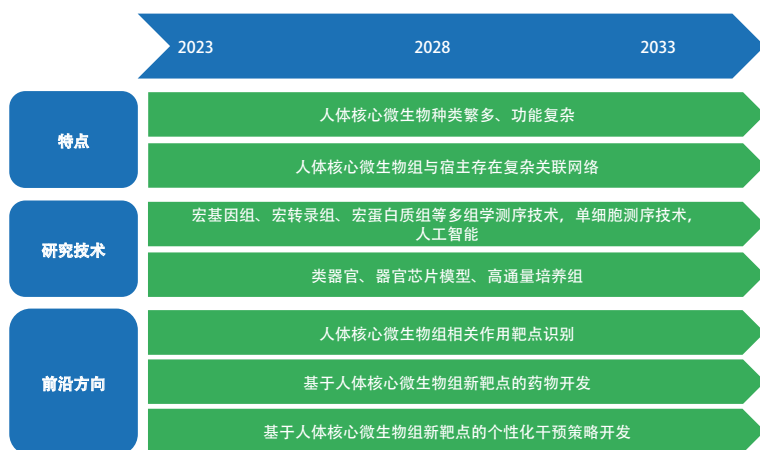 2023 2028 2033
特点
人体核心微生物种类繁多、功能复杂
人体核心微生物组与宿主存在复杂关联网络
研究技术
宏基因组、宏转录组、宏蛋白质组等多组学测序技术，单细胞测序技术，
人工智能
类器官、器官芯片模型、高通量培养组
前沿方向
人体核心微生物组相关作用靶点识别
基于人体核心微生物组新靶点的药物开发
基于人体核心微生物组新靶点的个性化干预策略开发